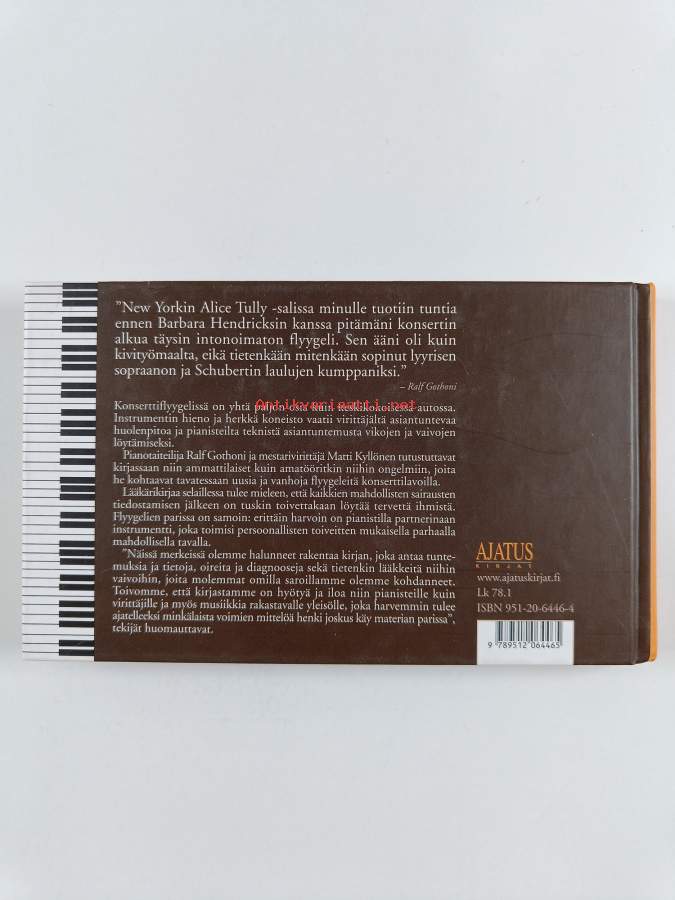 ”New Yorkin Alice Tully -salissa minulle tuotiin tuntia
ennen Barbara Hendricksin kanssa pitämäni konsertin
alkua täysin intonoimaton flyygeli. Sen ääni oli kuin
kivityömaalta, eikä tietenkään mitenkään sopinut lyyrisen
sopraanon ja Schubertin laulujen kumppaniksi.”
– Ralf Gothoni
Antikvariaatti.net
Konserttiflyygelissä on yhtä paljon osia kuin keskikokoisessa autossa.
Instrumentin hieno ja herkkä koneisto vaatii virittäjältä asiantuntevaa
huolenpitoa ja pianisteilta teknistä asiantuntemusta vikojen ja vaivojen
löytämiseksi.
Pianotaiteilija Ralf Gothoni ja mestarivirittäjä Matti Kyllönen tutustuttavat
kirjassaan niin ammattilaiset kuin amatööritkin niihin ongelmiin, joita
he kohtaavat tavatessaan uusia ja vanhoja flyygeleitä konserttilavoilla.
Lääkärikirjaa selaillessa tulee mieleen, että kaikkien mahdollisten sairausten
tiedostamisen jälkeen on tuskin toivettakaan löytää tervettä ihmistä.
Flyygelien parissa on samoin: erittäin harvoin on pianistilla partnerinaan
instrumentti, joka toimisi persoonallisten toiveitten mukaisella parhaalla
mahdollisella tavalla.
”Näissä merkeissä olemme halunneet rakentaa kirjan, joka antaa tunte-
muksia ja tietoja, oireita ja diagnooseja sekä tietenkin lääkkeitä niihin
vaivoihin, joita molemmat omilla saroillamme olemme kohdanneet.
Toivomme, että kirjastamme on hyötyä ja iloa niin pianisteille kuin
virittäjille ja myös musiikkia rakastavalle yleisölle, joka harvemmin tulee
ajatelleeksi minkälaista voimien mittelöä henki joskus käy materian parissa”,
tekijät huomauttavat.
AJATUS
KIRJAT
www.ajatuskirjat.fi
Lk 78.1
ISBN 951-20-6446-4
9 789512 064465